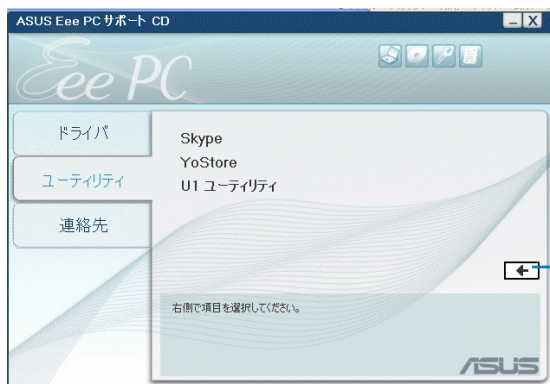 ASUS Eee PC サポート CD
Eee PC
ドライバ
ユーティリティ
連絡先
Skype
YoStore
U1 ユーティリティ
右側で項目を選択してください。
ASUS